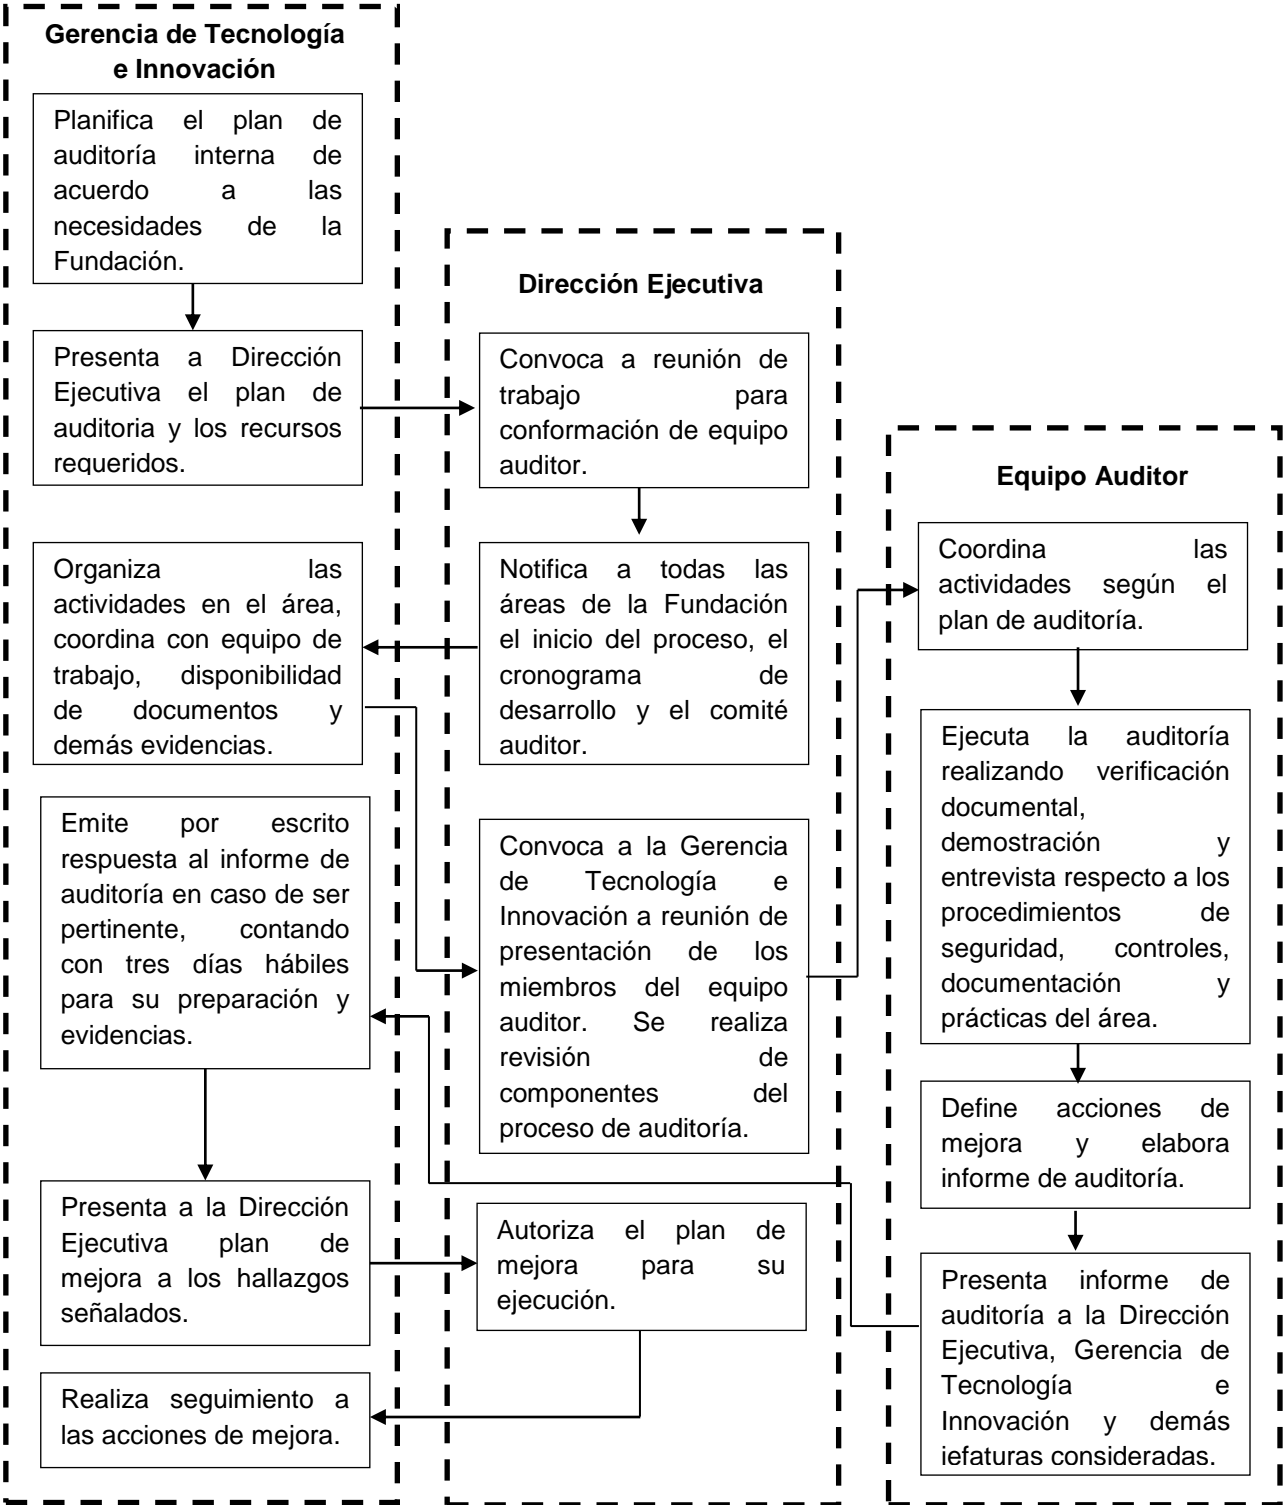 Gerencia de Tecnología
e Innovación
Planifica el plan de
auditoría interna de
acuerdo a las
necesidades de la
Fundación.
Presenta a Dirección
Ejecutiva el plan de
auditoria y los recursos
requeridos.
Organiza las
actividades en el área,
coordina con equipo de
trabajo, disponibilidad
de documentos y
demás evidencias.
Emite por escrito
respuesta al informe de
auditoría en caso de ser
pertinente, contando
con tres días hábiles
para su preparación y
evidencias.
Presenta a la Dirección
Ejecutiva plan de
mejora a los hallazgos
señalados.
Realiza seguimiento a
las acciones de mejora.
Dirección Ejecutiva
Convoca a reunión de
trabajo para
conformación de equipo
auditor.
Notifica a todas las
áreas de la Fundación
el inicio del proceso, el
cronograma de
desarrollo y el comité
auditor.
Convoca a la Gerencia
de Tecnología e
Innovación a reunión de
presentación de los
miembros del equipo
auditor. Se realiza
revisión de
componentes del
proceso de auditoría.
Autoriza el plan de
mejora para su
ejecución.
Equipo Auditor
Coordina las
actividades según el
plan de auditoría.
Ejecuta la auditoría
realizando verificación
documental,
demostración y
entrevista respecto a los
procedimientos de
seguridad, controles,
documentación y
prácticas del área.
Define acciones de
mejora y elabora
informe de auditoría.
Presenta informe de
auditoría a la Dirección
Ejecutiva, Gerencia de
Tecnología e
Innovación y demás
jefaturas consideradas.